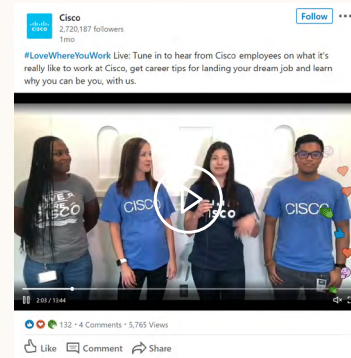 CISCO
Cisco
2,720,187 followers
1mo
Follow
#LoveWhereYouWork Live: Tune in to hear from Cisco employees on what it's
really like to work at Cisco, get career tips for landing your dream job and learn
why you can be you, with us.
CISCO
CISCO
2:03 / 13:44
132 • 4 Comments • 5,765 Views
Like
Comment
Share